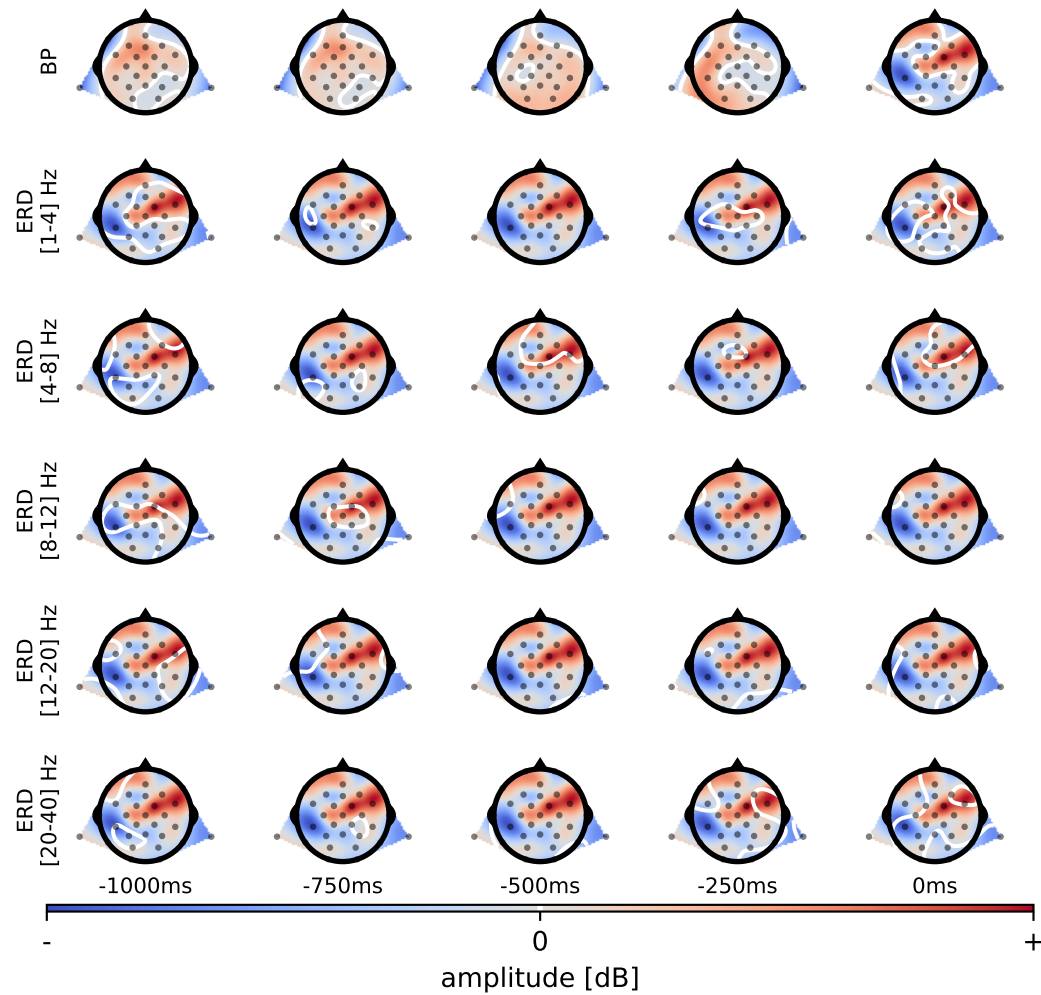 BP
ERD
[1-4] Hz
ERD
[4-8] Hz
ERD
[8-12] Hz
ERD
[12-20] Hz
ERD
[20-40] Hz
-1000ms -750ms -500ms -250ms 0ms
- 0 +
amplitude [dB]